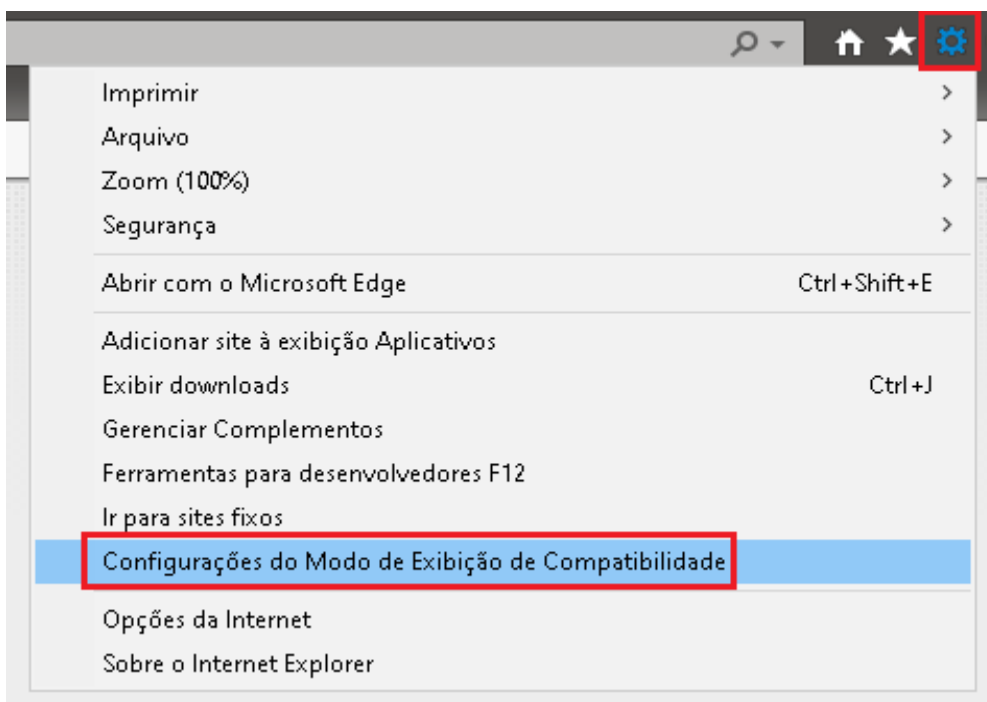 Imprimir
Arquivo
Zoom (100%)
Segurança
Abrir com o Microsoft Edge Ctrl+Shift+E
Adicionar site à exibição Aplicativos
Exibir downloads Ctrl+J
Gerenciar Complementos
Ferramentas para desenvolvedores F12
Ir para sites fixos
Configurações do Modo de Exibição de Compatibilidade
Opções da Internet
Sobre o Internet Explorer